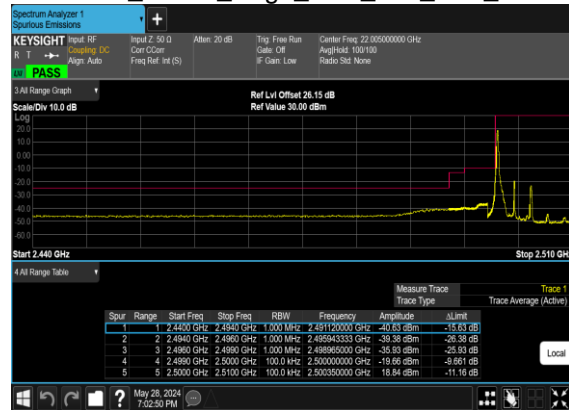 Spectrum Analyzer 1
Spurious Emissions
KEYSIGHT Input: RF Input Z: 50 Ω Atten: 20 dB Trig: Free Run Center Freq: 22.005000000 GHz
R T Coupling: DC Corr CCorr Gate: Off Avg|Hold: 100/100
Align: Auto Freq Ref: Int (S) IF Gain: Low Radio Std: None
PASS
3 All Range Graph
Ref Lvl Offset 26.15 dB
Scale/Div 10.0 dB Ref Value 30.00 dBm
Log
20.0
10.0
0.00
-10.0
-20.0
-30.0
-40.0
-50.0
-60.0
Start 2.440 GHz Stop 2.510 GHz
4 All Range Table
Measure Trace Trace 1
Trace Type Trace Average (Active)
Spur Range Start Freq Stop Freq RBW Frequency Amplitude ΔLimit
1 1 2.4400 GHz 2.4940 GHz 1.000 MHz 2.491120000 GHz -40.63 dBm -15.63 dB
2 2 2.4940 GHz 2.4960 GHz 1.000 MHz 2.495943333 GHz -39.38 dBm -26.38 dB
3 3 2.4960 GHz 2.4990 GHz 1.000 MHz 2.498965000 GHz -35.93 dBm -25.93 dB
4 4 2.4990 GHz 2.5000 GHz 100.0 kHz 2.500000000 GHz -19.66 dBm -9.661 dB
5 5 2.5000 GHz 2.5100 GHz 100.0 kHz 2.500350000 GHz 18.84 dBm -11.16 dB
Local
May 28, 2024
7:02:50 PM